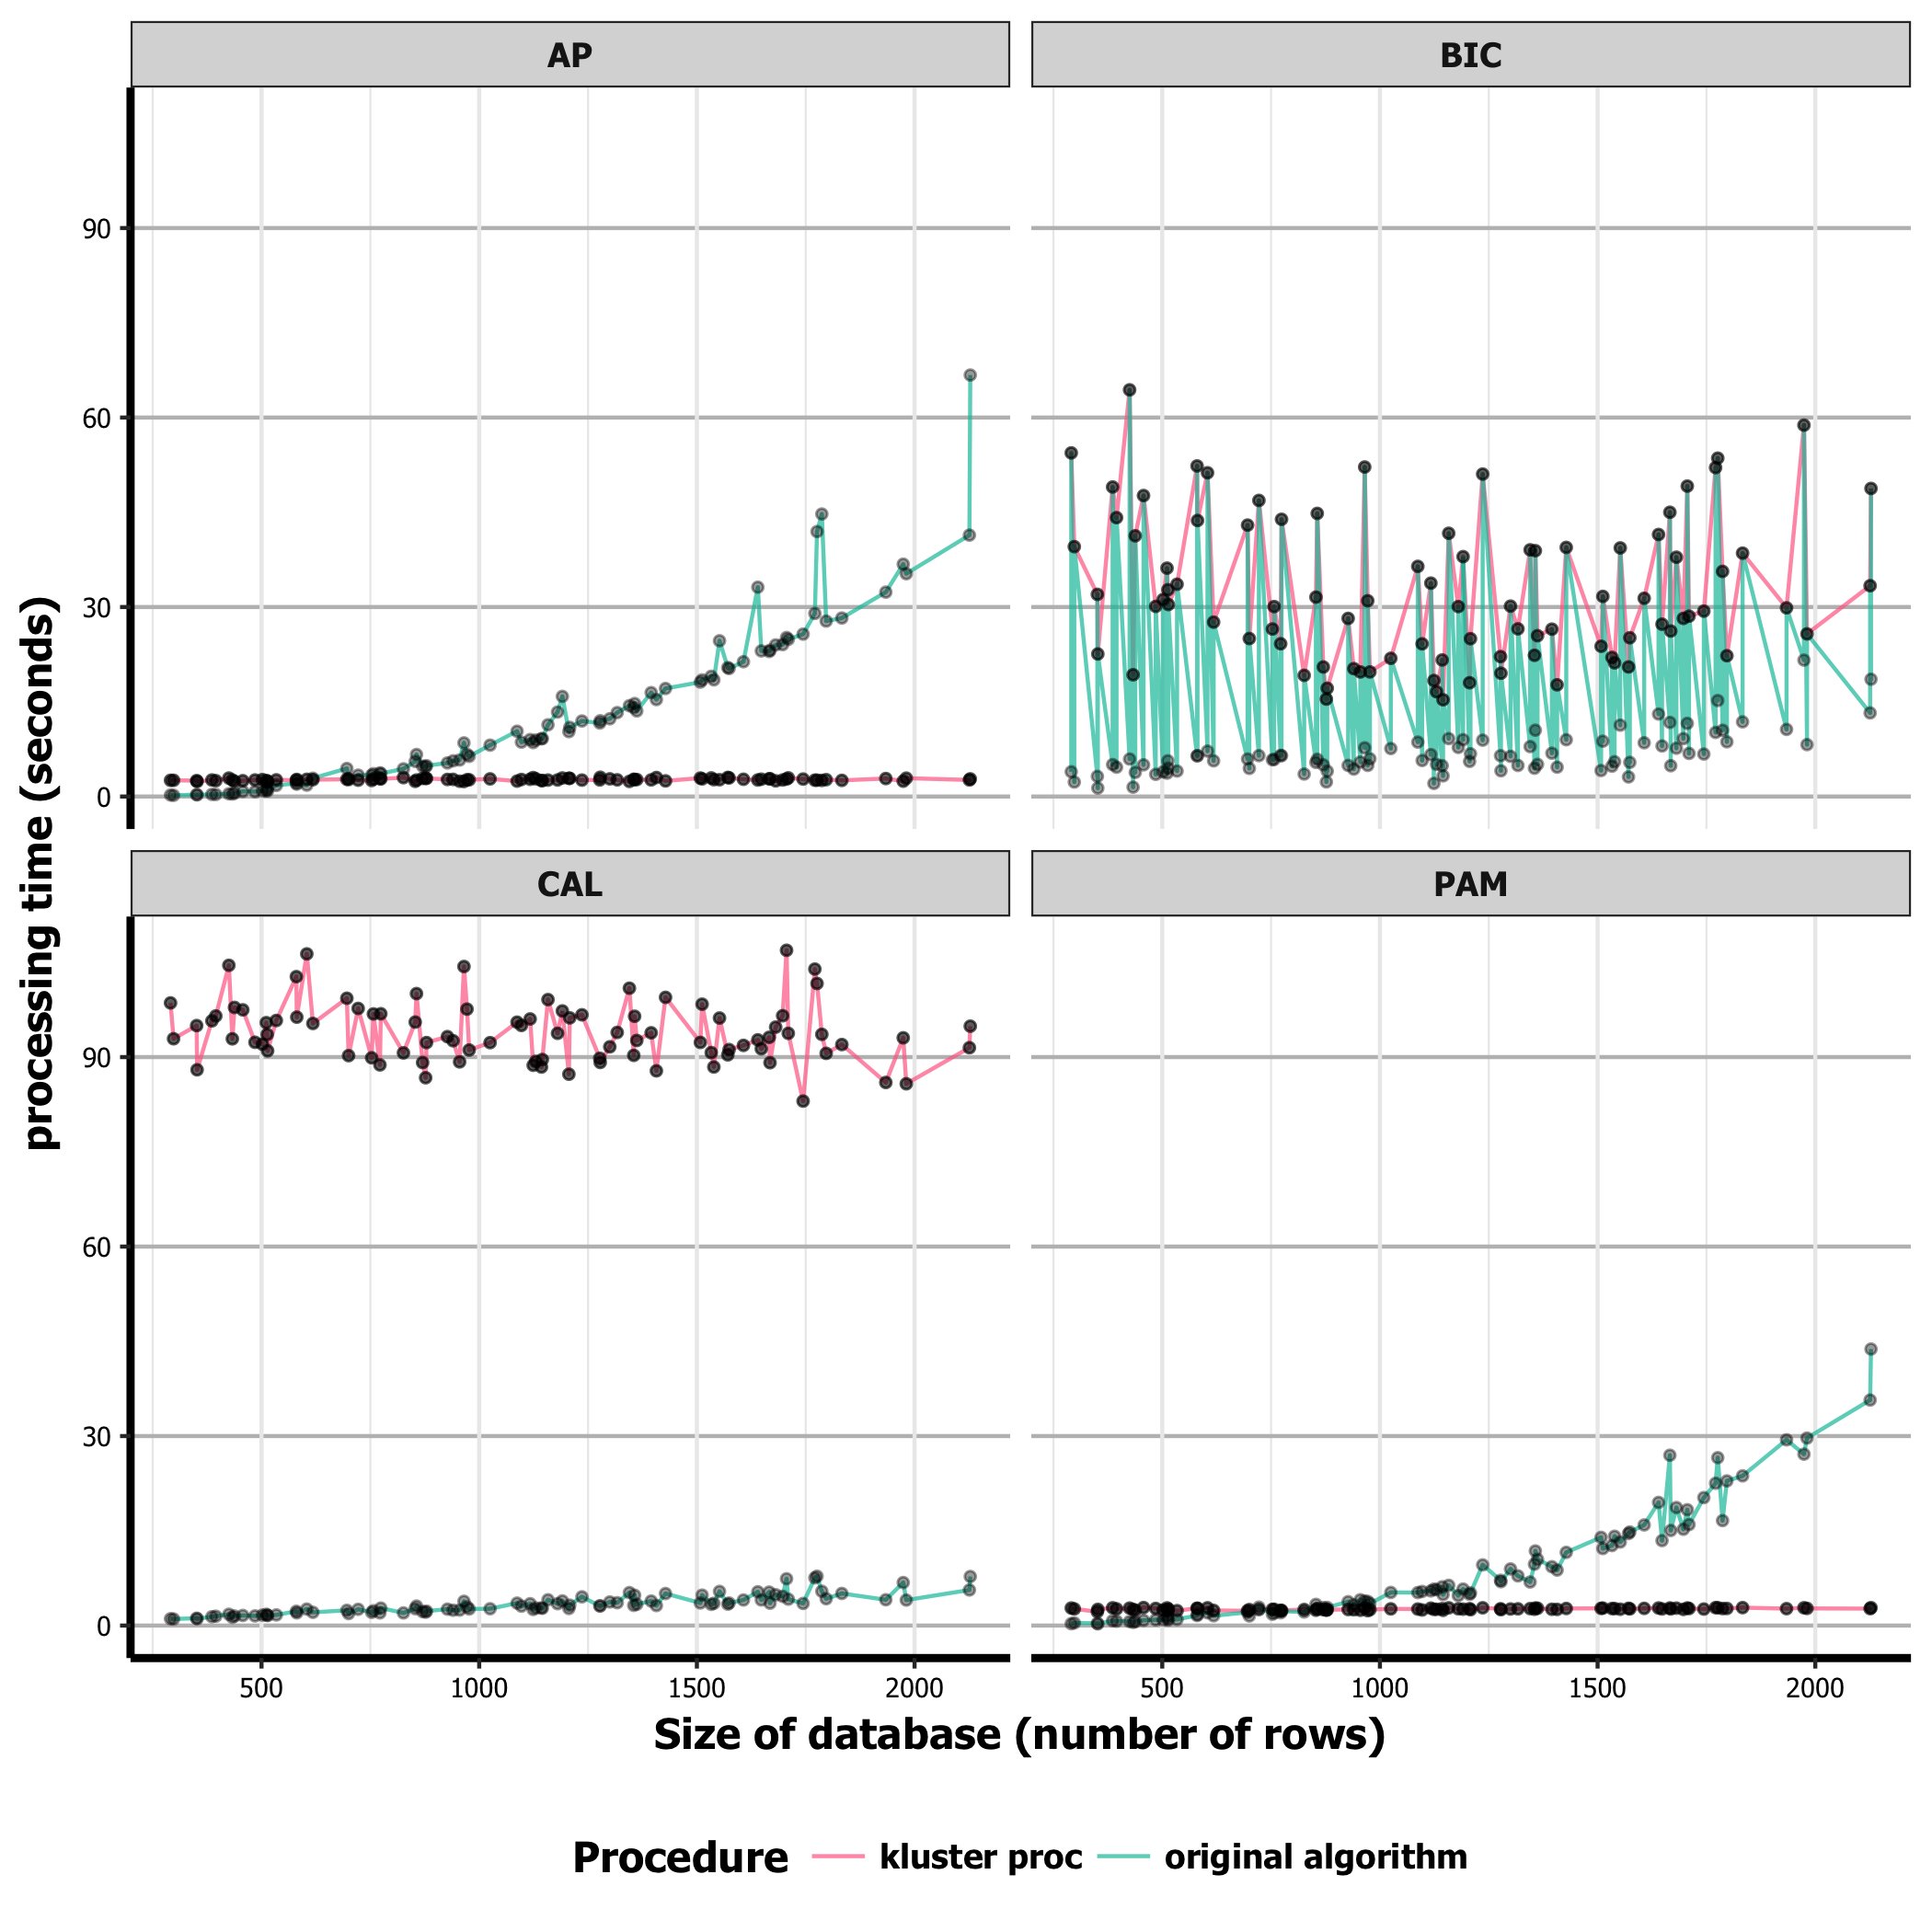 AP
BIC
90
60
30
0
CAL
PAM
90
60
30
0
processing time (seconds)
500
1000
1500
2000
500
1000
1500
2000
Size of database (number of rows)
Procedure kluster proc original algorithm